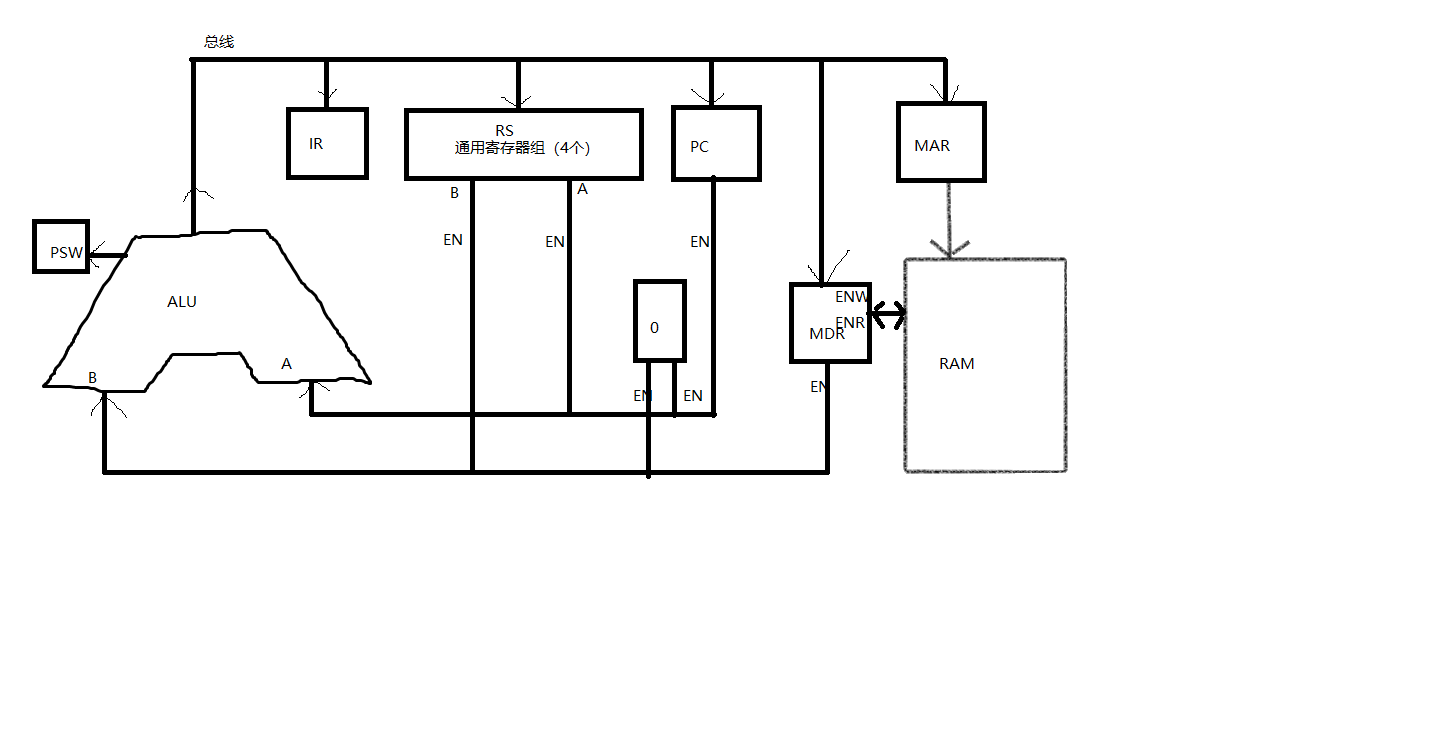 总线
IR
RS
通用寄存器组（4个）
PC
MAR
B
A
EN
EN
EN
PSW
ALU
0
ENW
ENR
MDR
RAM
B
A
EN
EN
EN